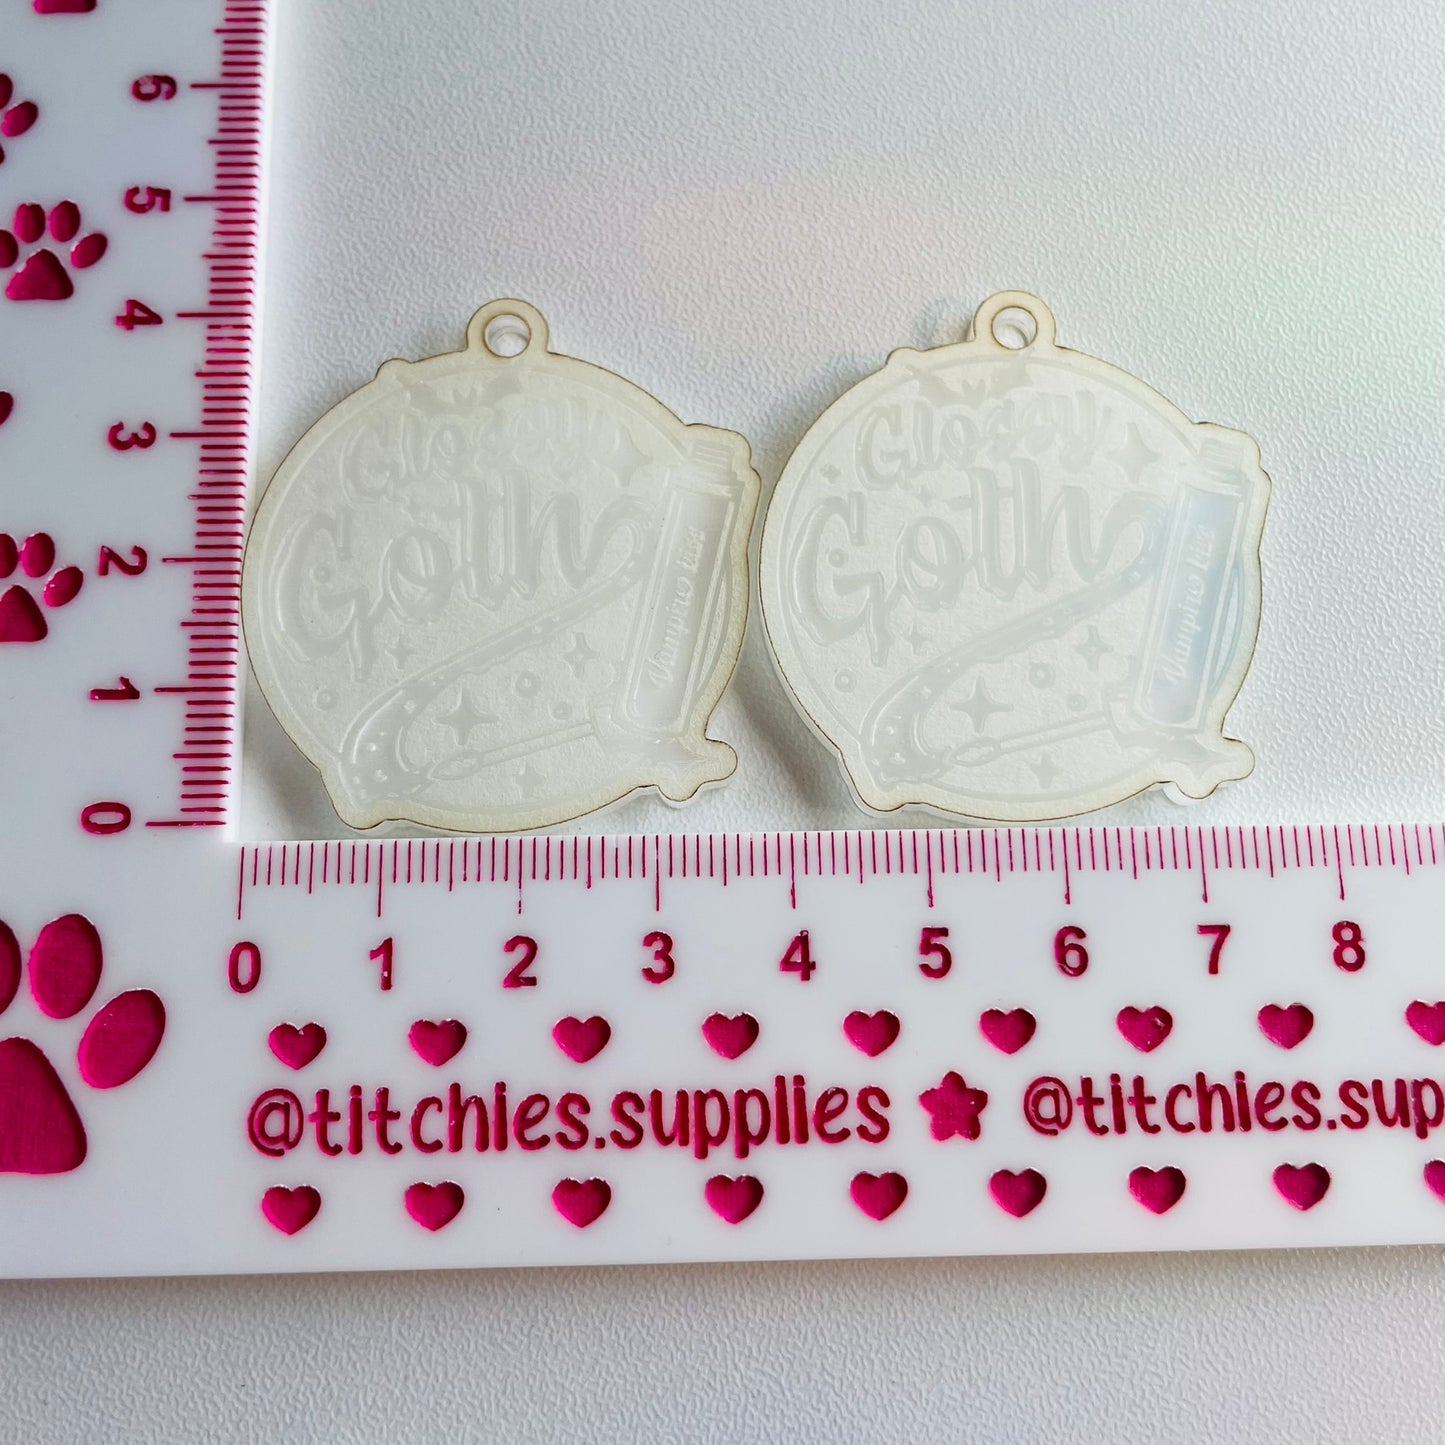 6
5
4
3
2
1
0
Glossy
Goth
Vampire kiss
Glossy
Goth
Vampire kiss
0 1 2 3 4 5 6 7 8
@titchies.supplies ★ @titchies.sup